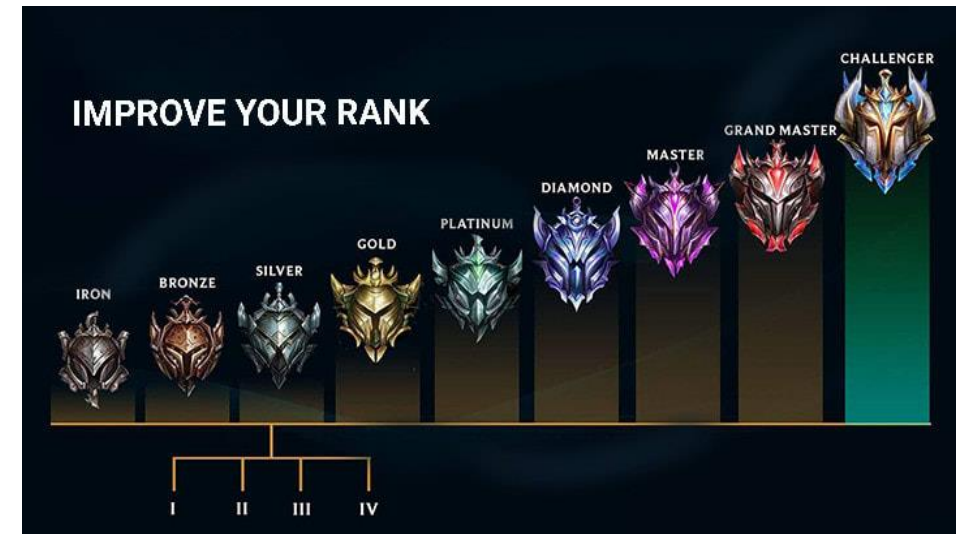 IMPROVE YOUR RANK
IRON
BRONZE
SILVER
GOLD
PLATINUM
DIAMOND
MASTER
GRAND MASTER
CHALLENGER
I II III IV